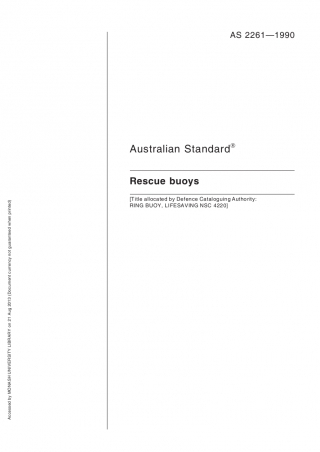 AS 2261—1990
Australian Standard®
Rescue buoys
[Title allocated by Defence Cataloguing Authority:
RING BUOY, LIFESAVING NSC 4220]
Accessed by MONASH UNIVERSITY LIBRARY on 21 Aug 2013 (Document currency not guaranteed when printed)